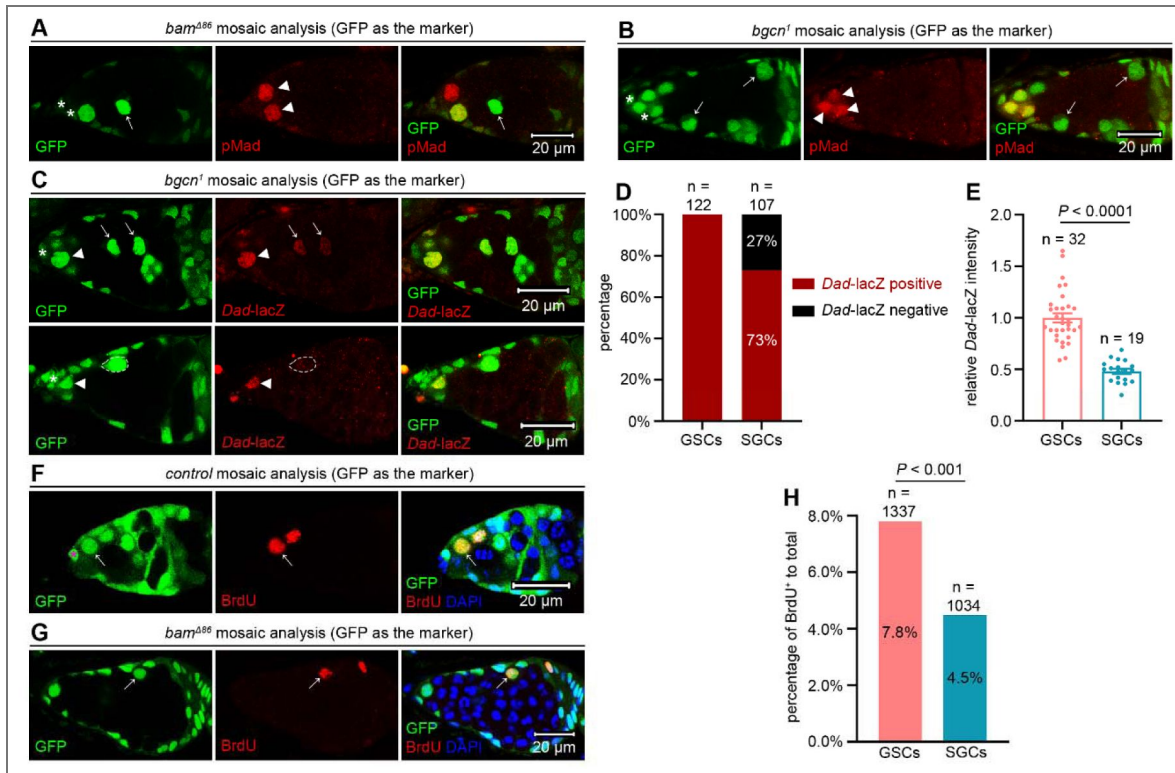 A
bam^Δ86 mosaic analysis (GFP as the marker)
GFP
pMad
GFP
pMad
20 µm
B
bgcn¹ mosaic analysis (GFP as the marker)
GFP
pMad
GFP
pMad
20 µm
C
bgcn¹ mosaic analysis (GFP as the marker)
*
GFP
Dad-lacZ
20 µm
GFP
Dad-lacZ
*
GFP
Dad-lacZ
20 µm
GFP
Dad-lacZ
D
n =
122
n =
107
100%
80%
60%
40%
20%
0%
percentage
27%
73%
GSCs
SGCs
Dad-lacZ positive
Dad-lacZ negative
E
P < 0.0001
n = 32
n = 19
2.0
1.5
1.0
0.5
0.0
relative Dad-lacZ intensity
GSCs
SGCs
F
control mosaic analysis (GFP as the marker)
GFP
BrdU
20 µm
GFP
BrdU DAPI
G
bam^Δ86 mosaic analysis (GFP as the marker)
GFP
BrdU
GFP
BrdU DAPI
20 µm
H
P < 0.001
n =
1337
n =
1034
8.0%
6.0%
4.0%
2.0%
0.0%
percentage of BrdU⁺ to total
7.8%
4.5%
GSCs
SGCs